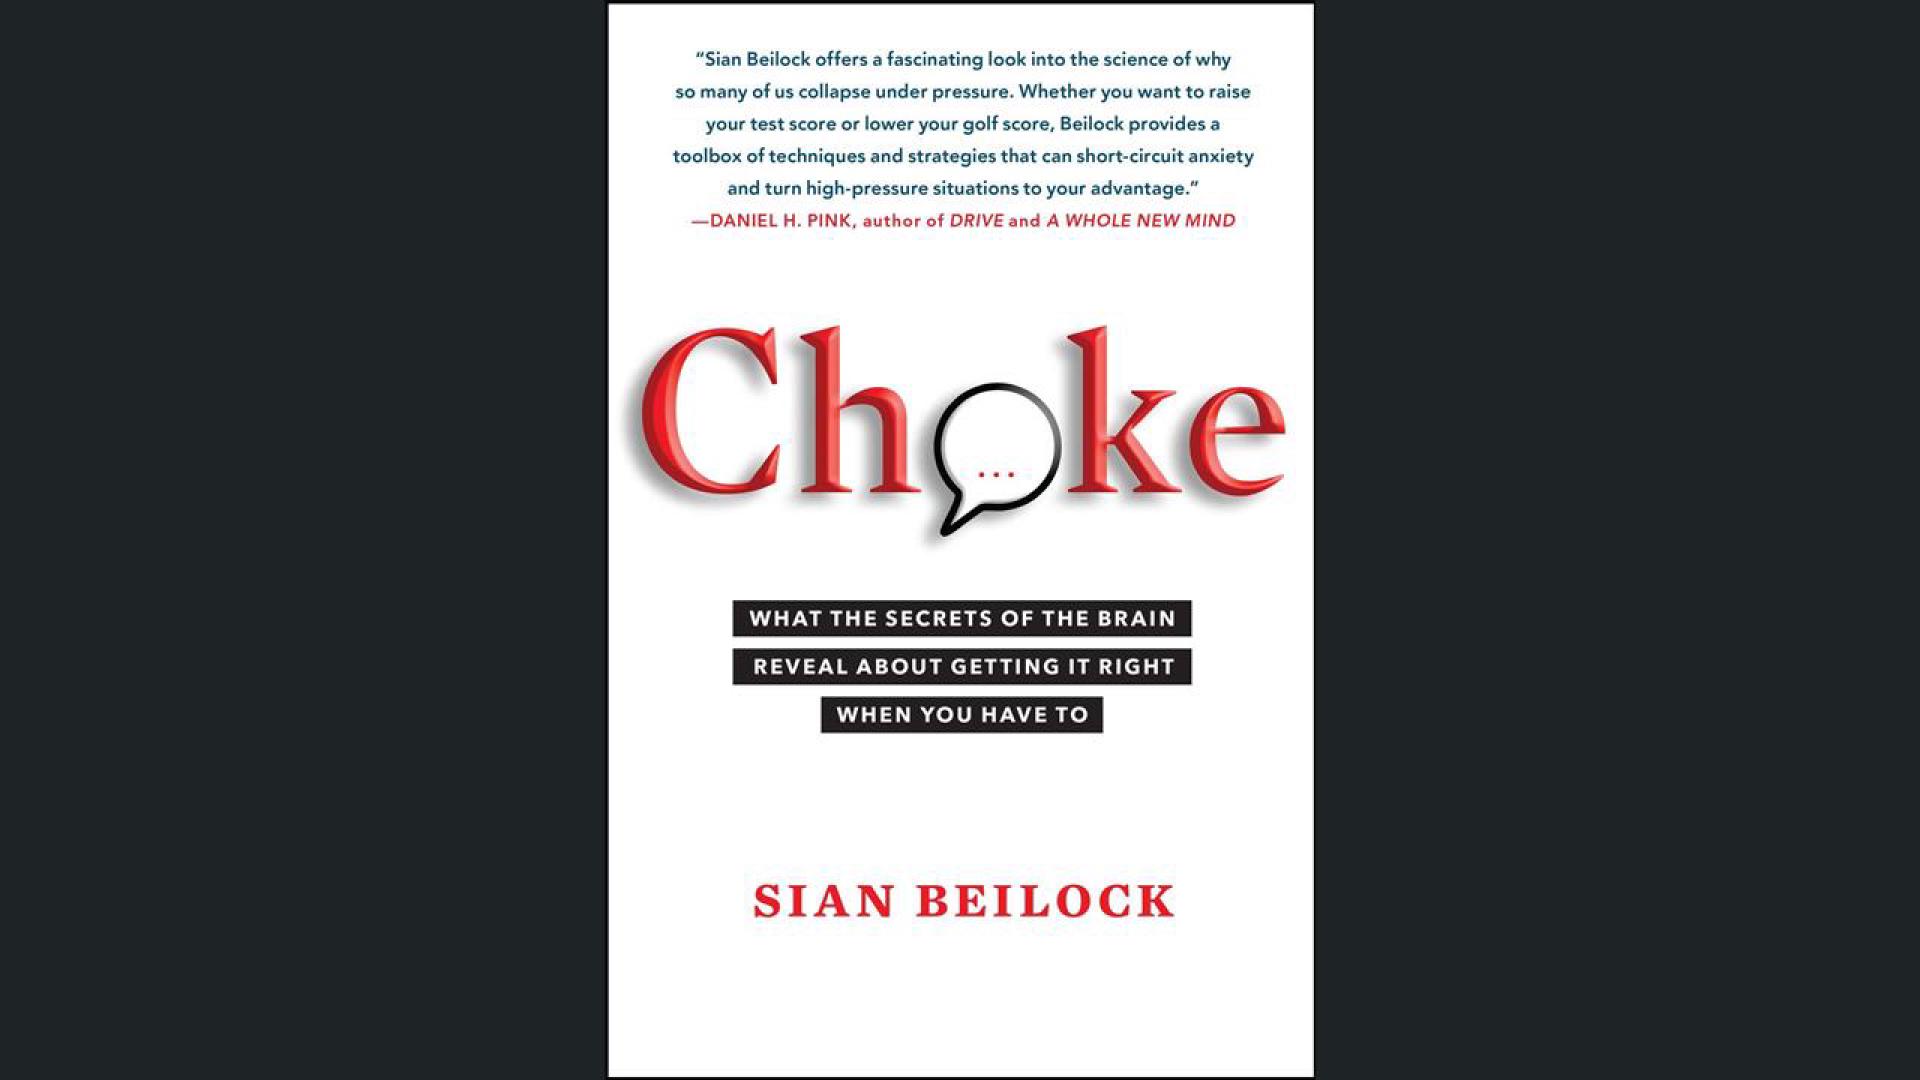 “Sian Beilock offers a fascinating look into the science of why
so many of us collapse under pressure. Whether you want to raise
your test score or lower your golf score, Beilock provides a
toolbox of techniques and strategies that can short-circuit anxiety
and turn high-pressure situations to your advantage.”
—DANIEL H. PINK, author of DRIVE and A WHOLE NEW MIND
Choke
...
WHAT THE SECRETS OF THE BRAIN
REVEAL ABOUT GETTING IT RIGHT
WHEN YOU HAVE TO
SIAN BEILOCK